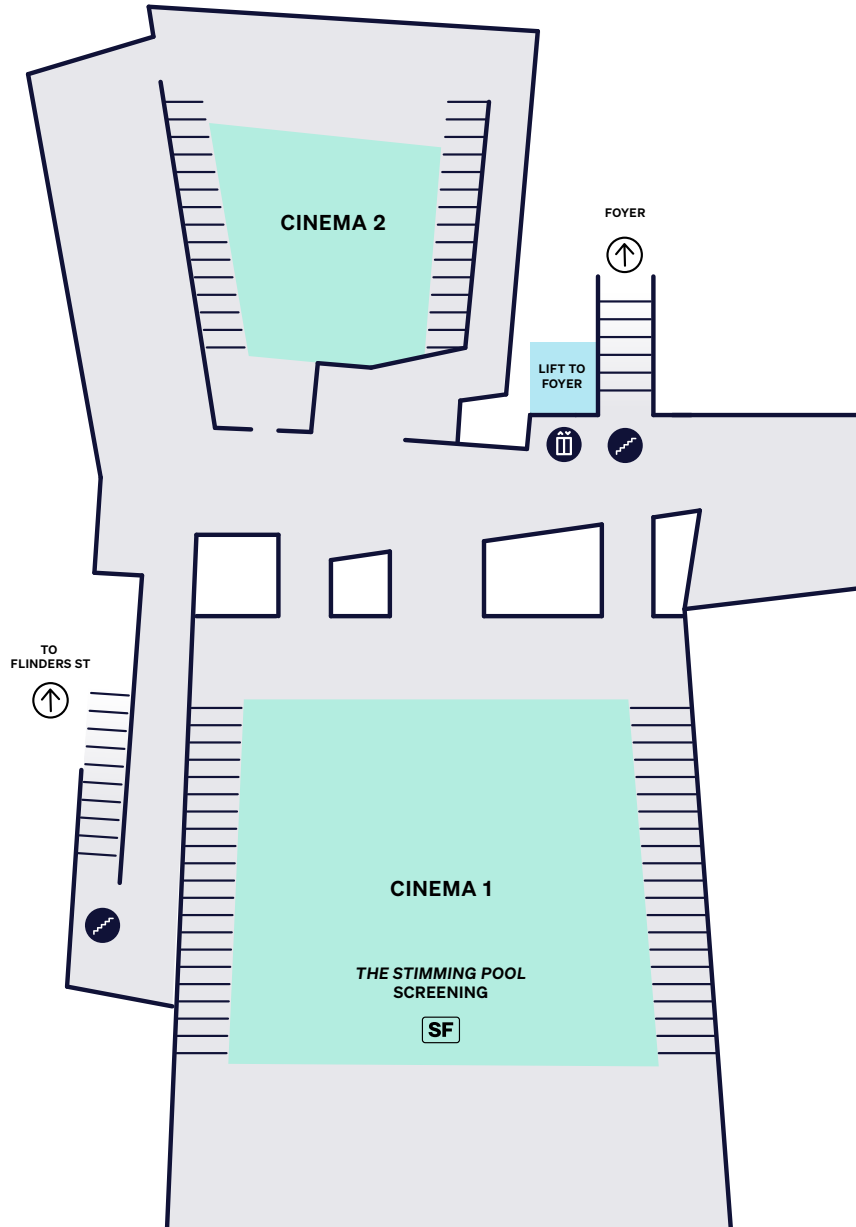 FOYER
CINEMA 2
LIFT TO
FOYER
TO
FLINDERS ST
CINEMA 1
THE STIMMING POOL
SCREENING
SF